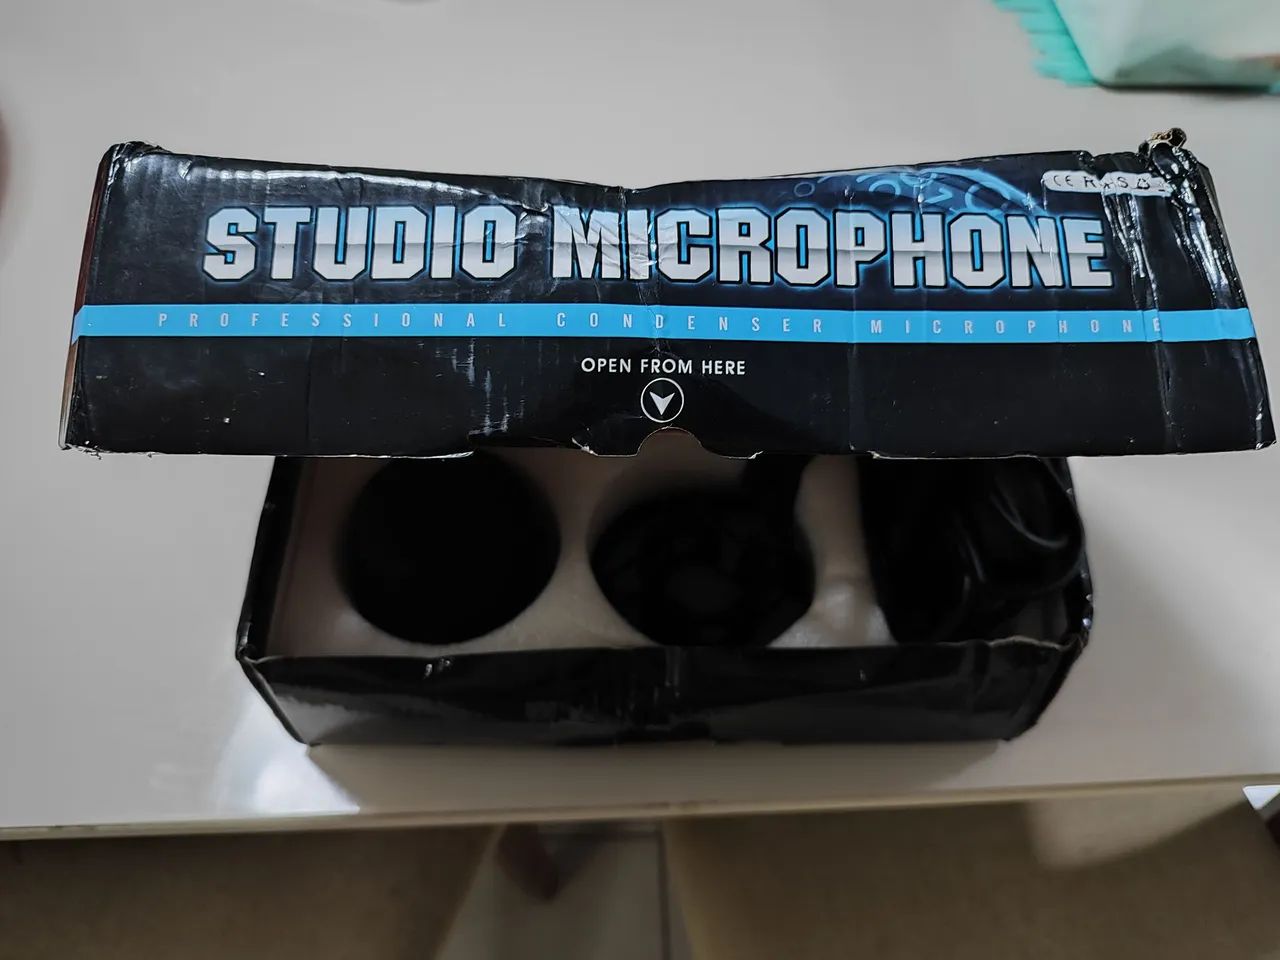 STUDIO MICROPHONE
PROFESSIONAL CONDENSER MICROPHONE
OPEN FROM HERE